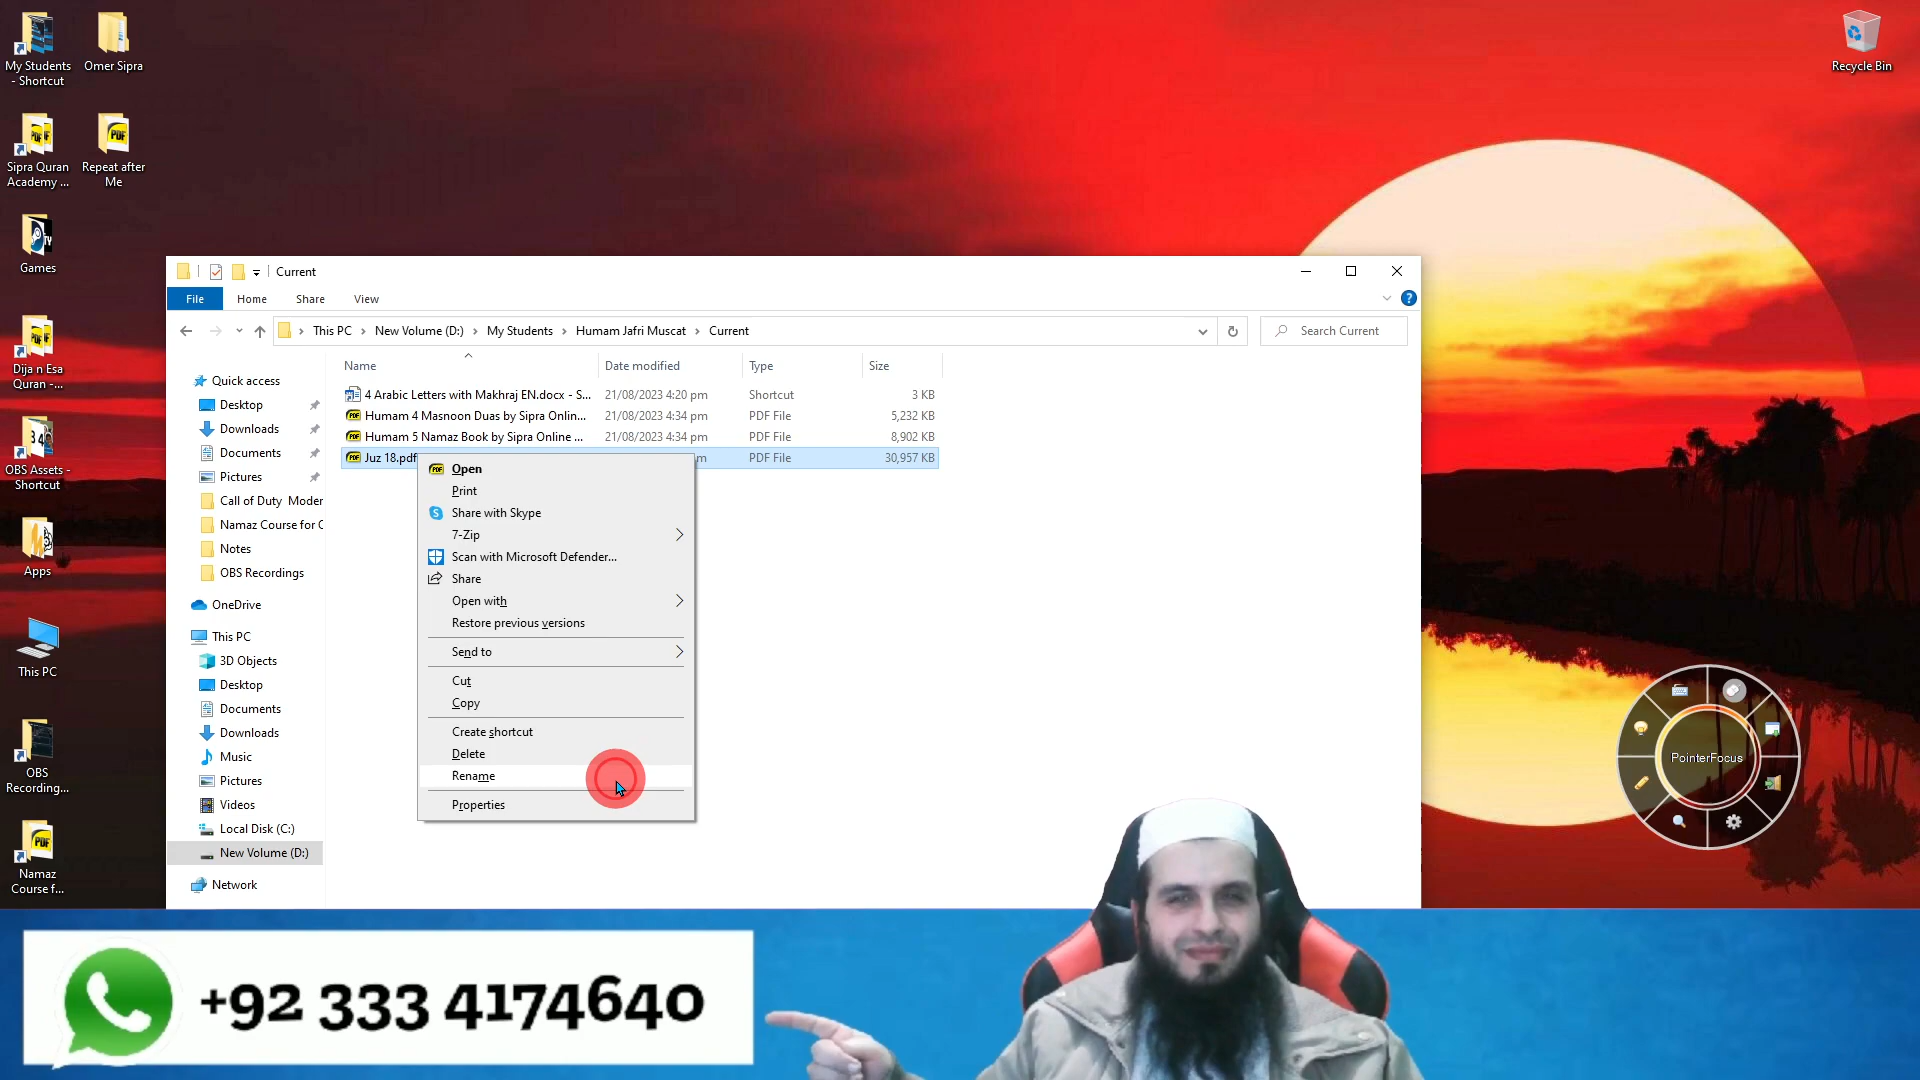 My Students
- Shortcut
Omer Sipra
Recycle Bin
Sipra Quran
Academy ...
Repeat after
Me
Games
Dija n Esa
Quran -...
OBS Assets -
Shortcut
Apps
This PC
OBS
Recording...
Namaz
Course f...
Current
File
Home
Share
View
This PC
New Volume (D:)
My Students
Humam Jafri Muscat
Current
Search Current
Name
Date modified
Type
Size
4 Arabic Letters with Makhraj EN.docx - S...
21/08/2023 4:20 pm
Shortcut
3 KB
Humam 4 Masnoon Duas by Sipra Onlin...
21/08/2023 4:34 pm
PDF File
5,232 KB
Humam 5 Namaz Book by Sipra Online ...
21/08/2023 4:34 pm
PDF File
8,902 KB
Juz 18.pdf
PDF File
30,957 KB
Quick access
Desktop
Downloads
Documents
Pictures
Call of Duty Moder
Namaz Course for C
Notes
OBS Recordings
OneDrive
This PC
3D Objects
Desktop
Documents
Downloads
Music
Pictures
Videos
Local Disk (C:)
New Volume (D:)
Network
Open
Print
Share with Skype
7-Zip
Scan with Microsoft Defender...
Share
Open with
Restore previous versions
Send to
Cut
Copy
Create shortcut
Delete
Rename
Properties
PointerFocus
+92 333 4174640